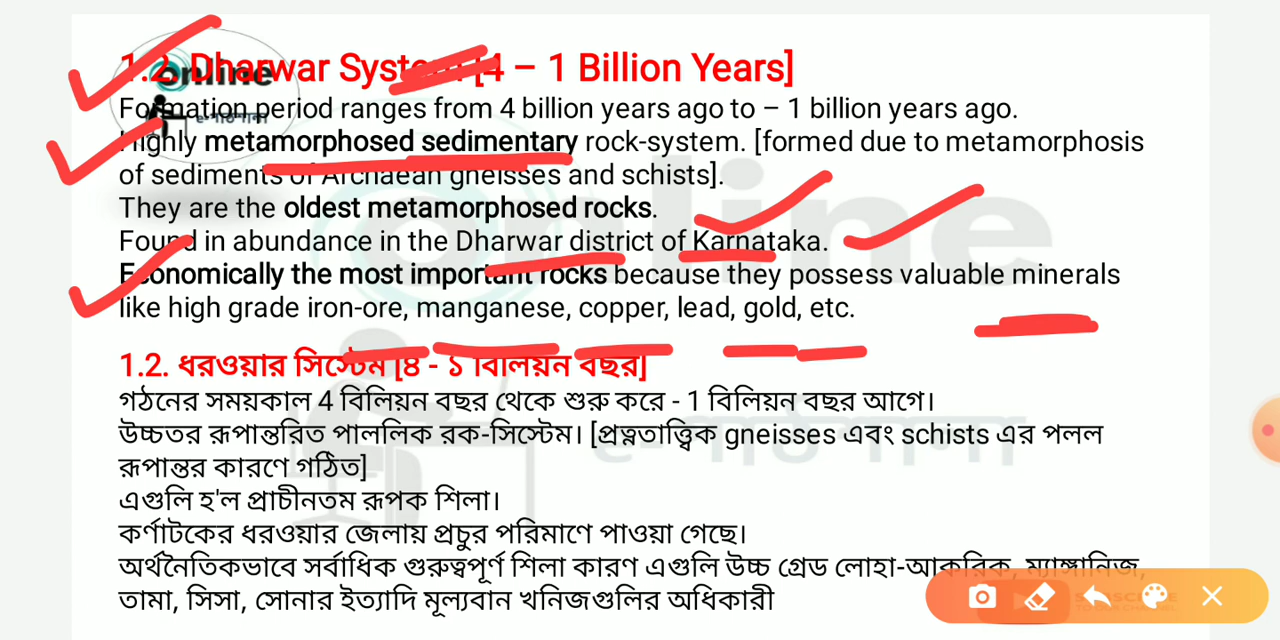 1.2. Dharwar System [4 – 1 Billion Years]
Formation period ranges from 4 billion years ago to – 1 billion years ago.
Highly metamorphosed sedimentary rock-system. [formed due to metamorphosis
of sediments of Archaean gneisses and schists].
They are the oldest metamorphosed rocks.
Found in abundance in the Dharwar district of Karnataka.
Economically the most important rocks because they possess valuable minerals
like high grade iron-ore, manganese, copper, lead, gold, etc.
1.2. ধরওয়ার সিস্টেম [৪ - ১ বিলিয়ন বছর]
গঠনের সময়কাল 4 বিলিয়ন বছর থেকে শুরু করে - 1 বিলিয়ন বছর আগে।
উচ্চতর রূপান্তরিত পাললিক রক-সিস্টেম। [প্রত্নতাত্ত্বিক gneisses এবং schists এর পলল
রূপান্তর কারণে গঠিত]
এগুলি হ'ল প্রাচীনতম রূপক শিলা।
কর্ণাটকের ধরওয়ার জেলায় প্রচুর পরিমাণে পাওয়া গেছে।
অর্থনৈতিকভাবে সর্বাধিক গুরুত্বপূর্ণ শিলা কারণ এগুলি উচ্চ গ্রেড লোহা-আকরিক, ম্যাঙ্গানিজ,
তামা, সিসা, সোনার ইত্যাদি মূল্যবান খনিজগুলির অধিকারী
online
ই-পাঠশালা